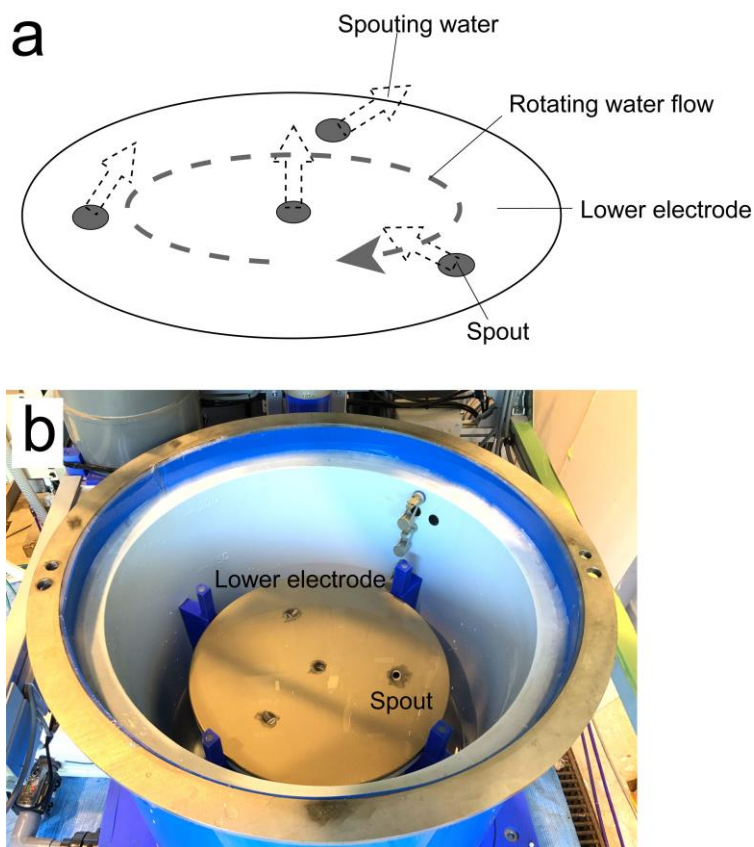 a
Spouting water
Rotating water flow
Lower electrode
Spout
b
Lower electrode
Spout